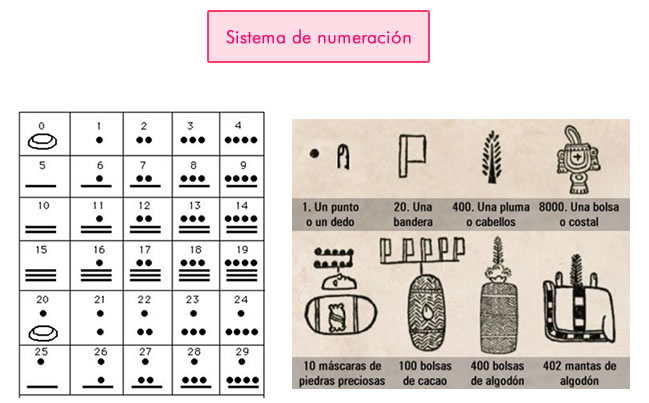 Sistema de numeración
0 1 2 3 4
5 6 7 8 9
10 11 12 13 14
15 16 17 18 19
20 21 22 23 24
25 26 27 28 29
1. Un punto
o un dedo
20. Una
bandera
400. Una pluma
o cabellos
8000. Una bolsa
o costal
10 máscaras de
piedras preciosas
100 bolsas
de cacao
400 bolsas
de algodón
402 mantas de
algodón